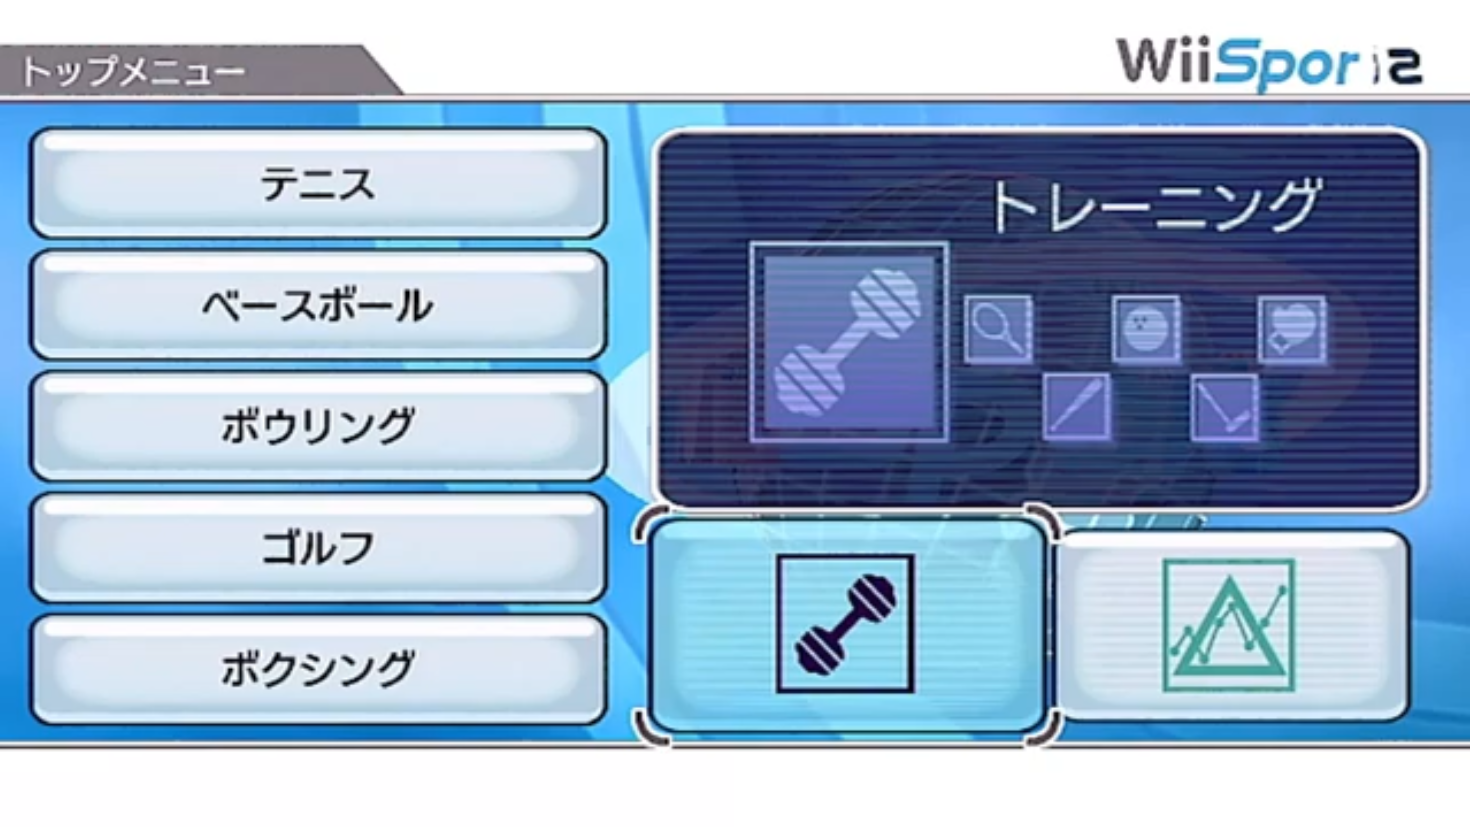 トップメニュー
WiiSpor
テニス
ベースボール
ボウリング
ゴルフ
ボクシング
トレーニング